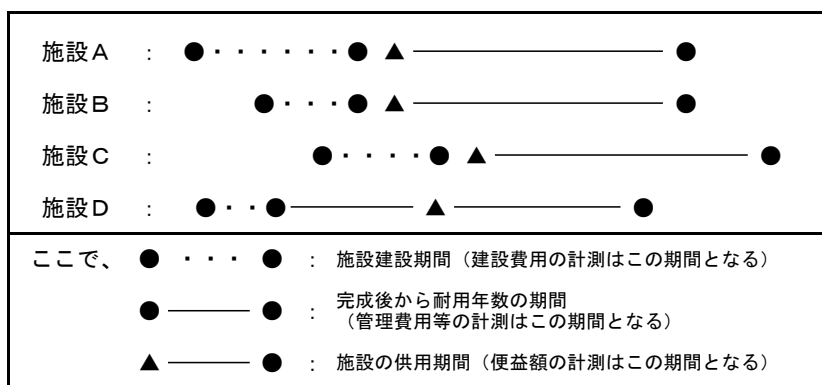 施設Ａ : ●・・・・・・●▲────●
施設Ｂ : ●・・・●▲────●
施設Ｃ : ●・・・・●▲────●
施設Ｄ : ●・・●───▲───●
ここで、 ●・・・● : 施設建設期間（建設費用の計測はこの期間となる）
●───● : 完成後から耐用年数の期間
（管理費用等の計測はこの期間となる）
▲───● : 施設の供用期間（便益額の計測はこの期間となる）